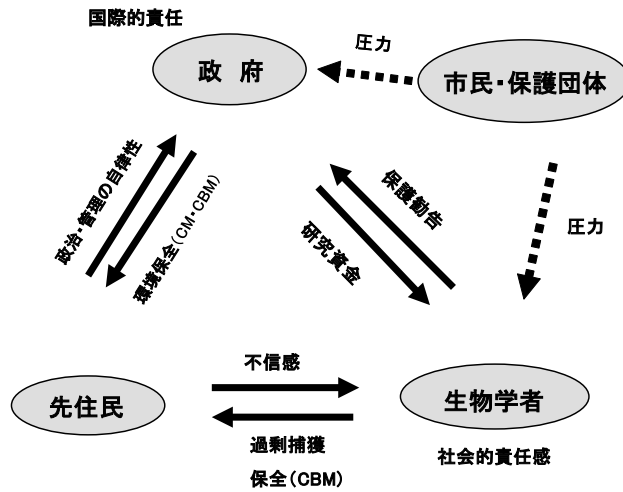 国際的責任
圧力
政 府
市民・保護団体
政治・管理の自律性
環境保全(CM・CBM)
保護勧告
研究資金
圧力
不信感
先住民
生物学者
過剰捕獲
保全(CBM)
社会的責任感